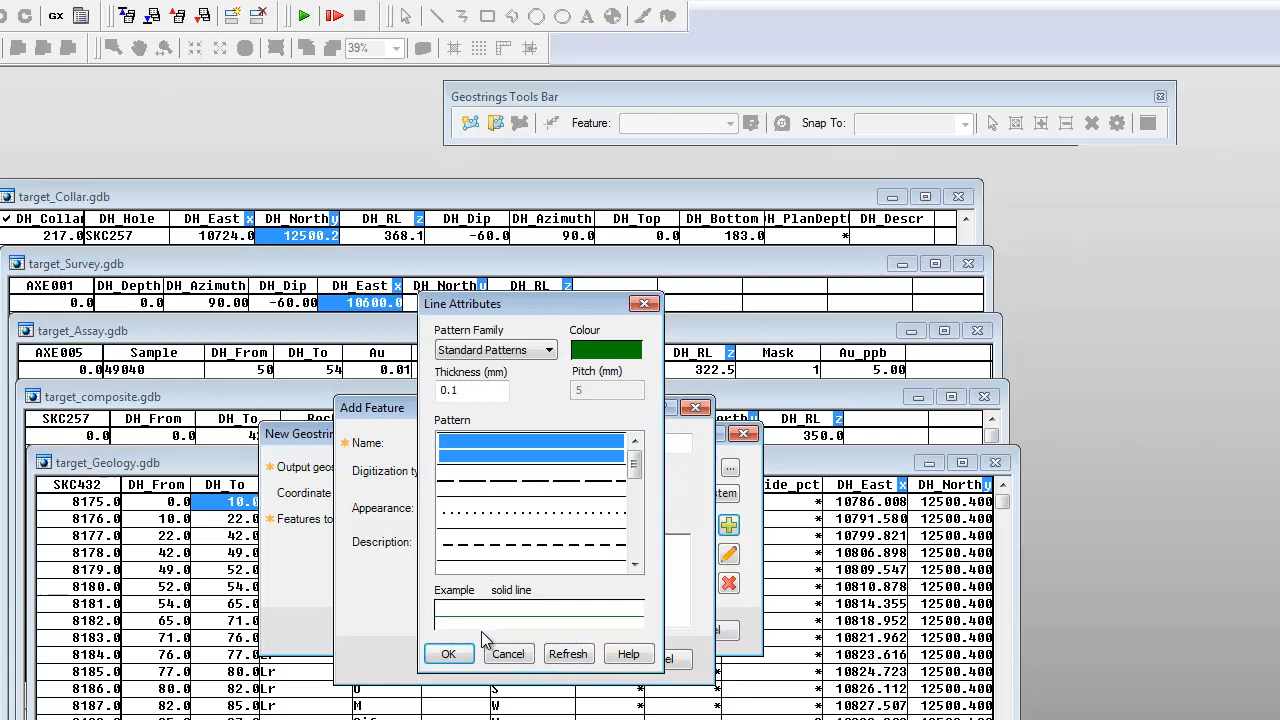 GX
39%
Geostrings Tools Bar
Feature:
Snap To:
target_Collar.gdb
DH_Hole DH_East x DH_North y DH_RL z DH_Dip DH_Azimuth DH_Top DH_Bottom DH_Descr
217.0 SKC257 10724.0 12500.2 368.1 -60.0 90.0 0.0 183.0 *
target_Survey.gdb
AXE001 DH_Depth DH_Azimuth DH_Dip DH_East x DH_North y DH_RL z
0.0 0.0 90.00 -60.00 10600.0
Line Attributes
target_Assay.gdb
Pattern Family Colour
Standard Patterns
AXE005 Sample DH_From DH_To Au DH_RL z Mask Au_ppb
0.0 49040 50 54 0.01 322.5 1 5.00
Thickness (mm) Pitch (mm)
0.1 5
target_composite.gdb
Add Feature
SKC257 DH_From DH_To DH_RL z
0.0 0.0 350.0
Pattern
New Geostrin
Name:
target_Geology.gdb
Output geos
Digitization ty
...
SKC432 DH_From DH_To DH_East x DH_North y
Coordinate
stem
8175.0 0.0 10.0 * 10786.008 12500.400
Appearance:
8176.0 10.0 22.0 * 10791.580 12500.400
Features to
8177.0 22.0 42.0 * 10799.821 12500.400
Description:
8178.0 42.0 49.0 * 10806.898 12500.400
8179.0 49.0 52.0 * 10809.547 12500.400
8180.0 52.0 54.0 * 10810.878 12500.400
Example solid line
8181.0 54.0 65.0 * 10814.355 12500.400
8182.0 65.0 71.0 * 10818.952 12500.400
8183.0 71.0 76.0 * 10821.962 12500.400
OK Cancel Refresh Help
8184.0 76.0 77.0 * 10823.616 12500.400
8185.0 77.0 80.0 Lr * 10824.723 12500.400
8186.0 80.0 82.0 Lr * * 10826.112 12500.400
8187.0 82.0 85.0 Lr M W * * 10827.507 12500.400